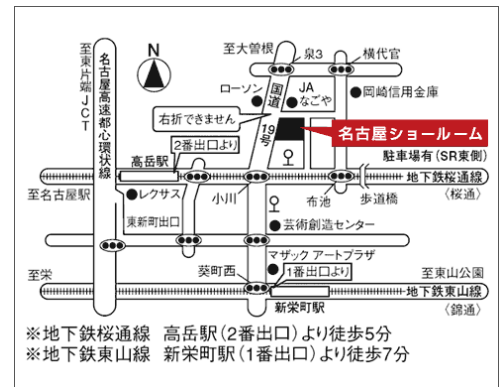 至東片端JCT
名古屋高速都心環状線
N
至大曽根
泉3
横代官
国道19号
ローソン
JAなごや
岡崎信用金庫
右折できません
名古屋ショールーム
2番出口より
高岳駅
駐車場有(SR東側)
地下鉄桜通線
〈桜通〉
至名古屋駅
レクサス
小川
布池
歩道橋
東新町出口
芸術創造センター
マザック アートプラザ
1番出口より
葵町西
至栄
至東山公園
地下鉄東山線
〈錦通〉
新栄町駅
※地下鉄桜通線 高岳駅(2番出口)より徒歩5分
※地下鉄東山線 新栄町駅(1番出口)より徒歩7分